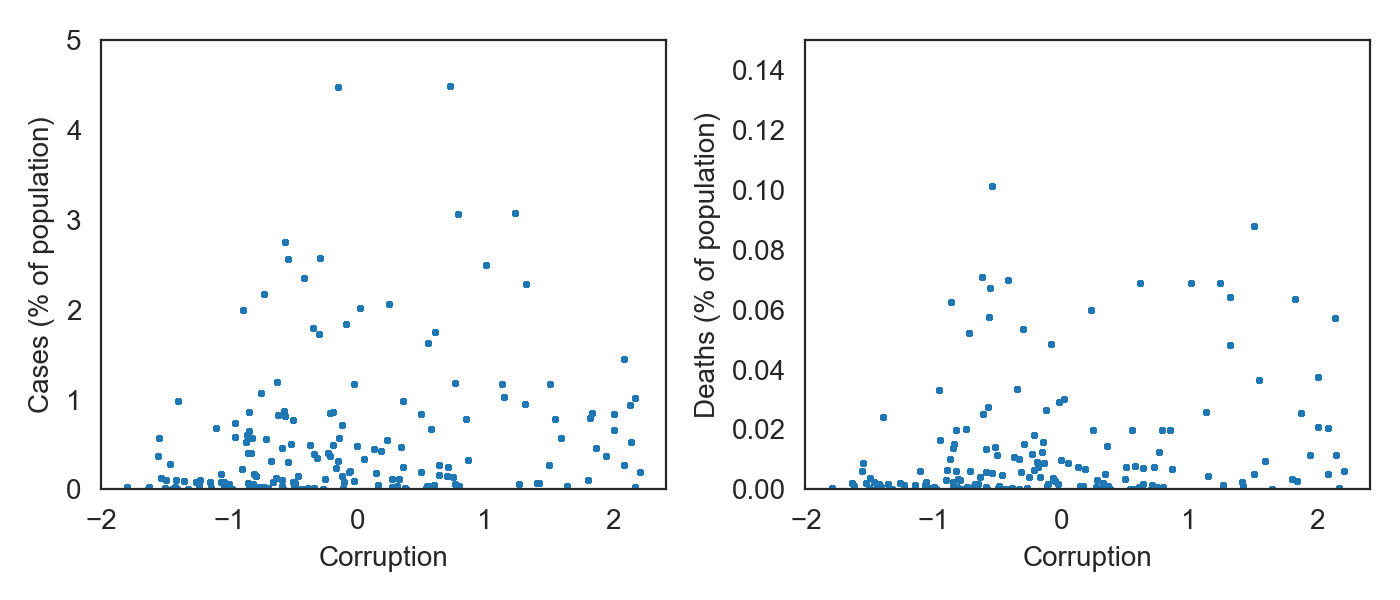 5
4
3
2
1
0
Cases (% of population)
−2 −1 0 1 2
Corruption
0.14
0.12
0.10
0.08
0.06
0.04
0.02
0.00
Deaths (% of population)
−2 −1 0 1 2
Corruption